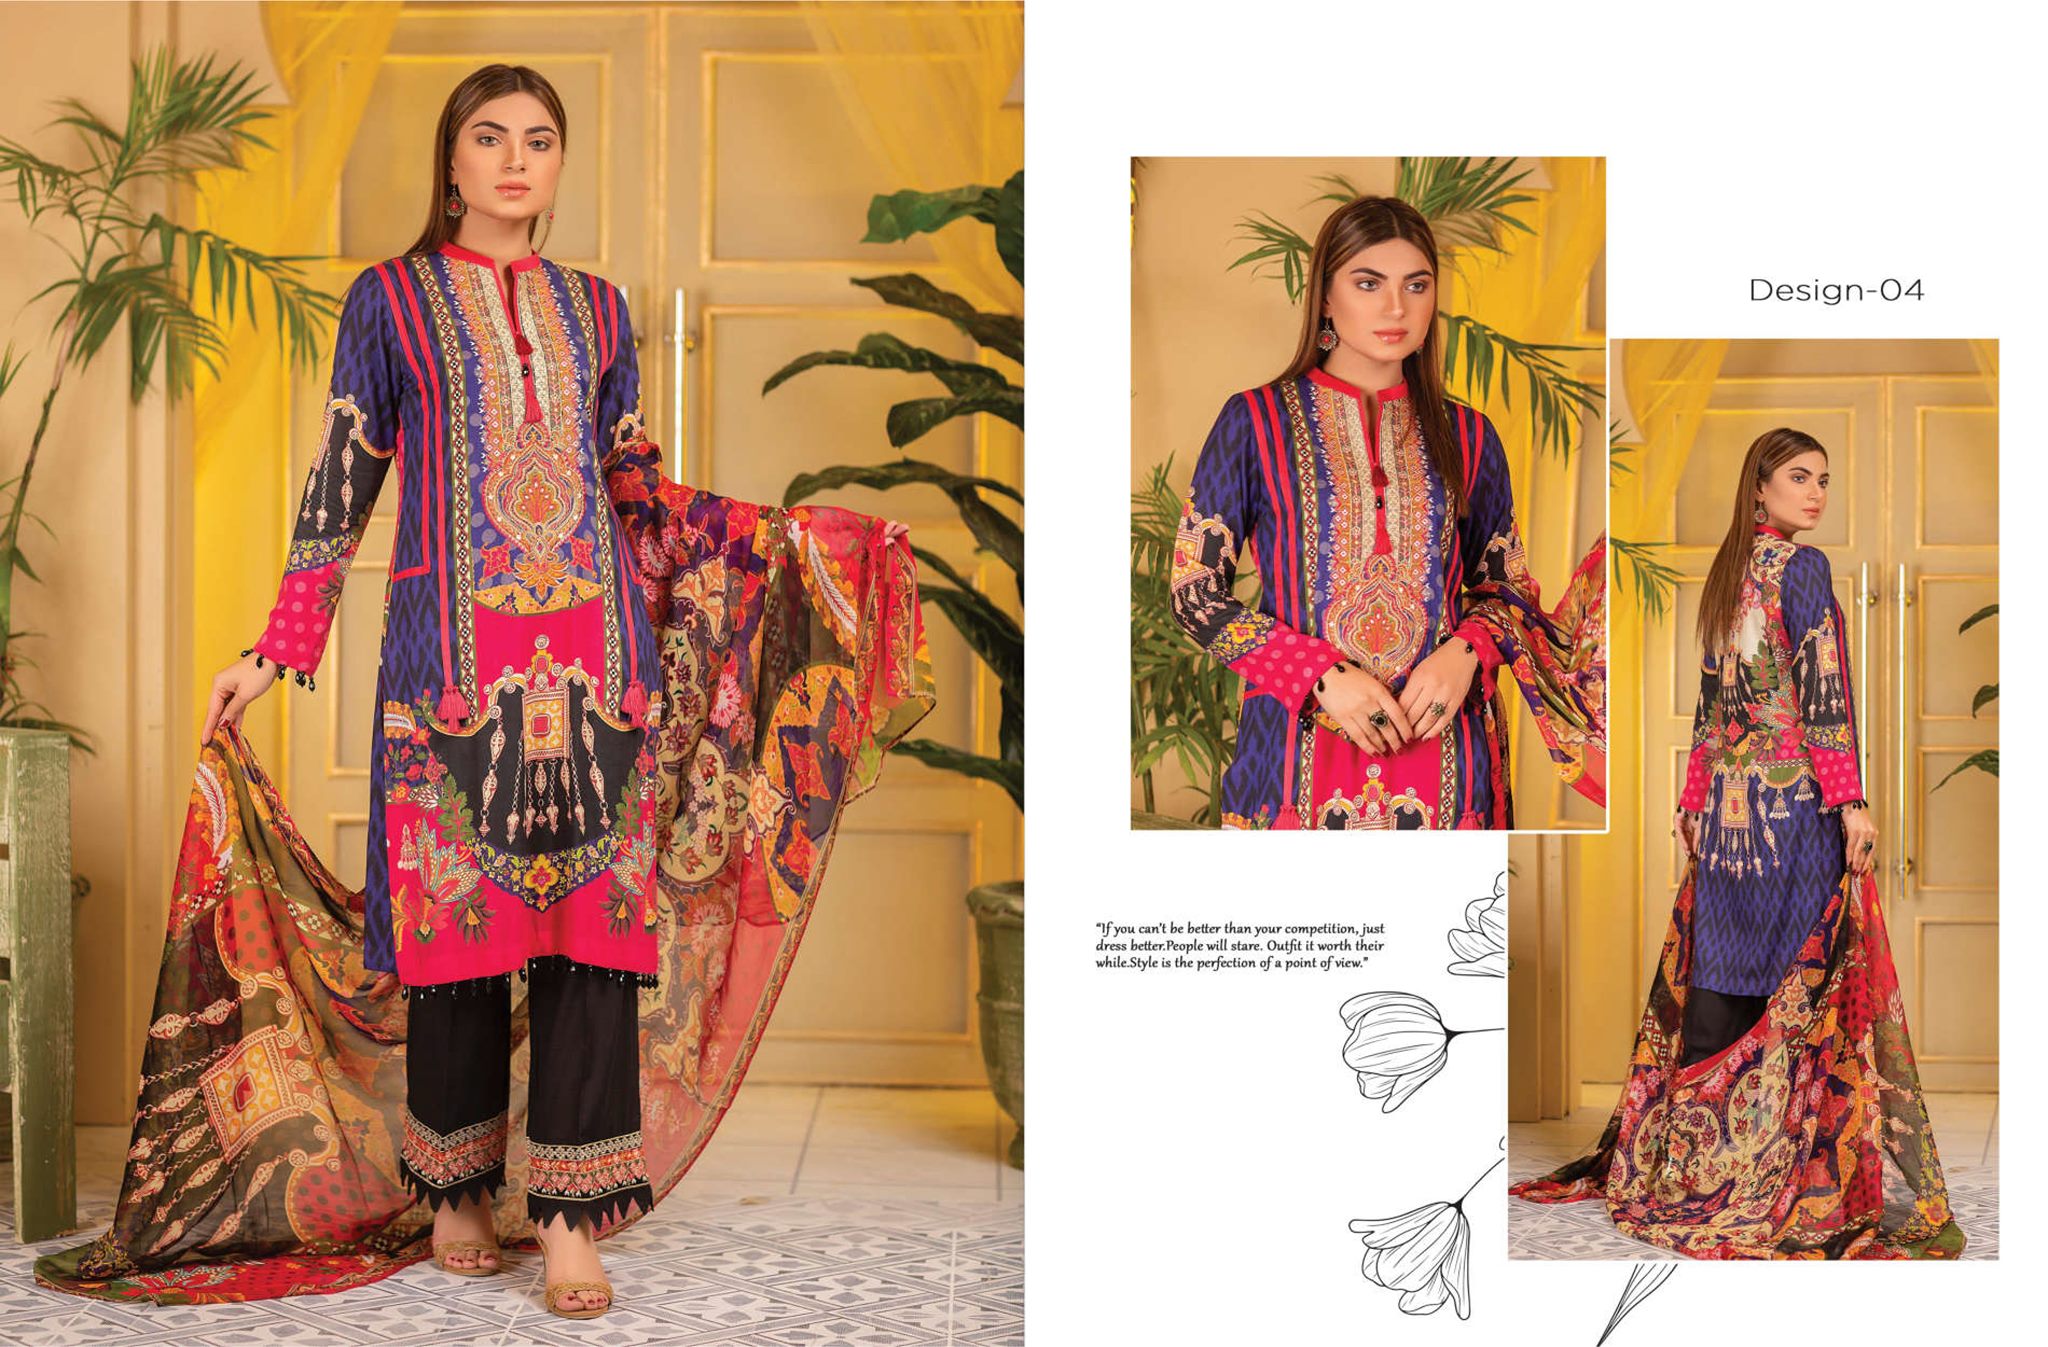 Design-04
“If you can't be better than your competition, just
dress better.People will stare. Outfit it worth their
while.Style is the perfection of a point of view.”